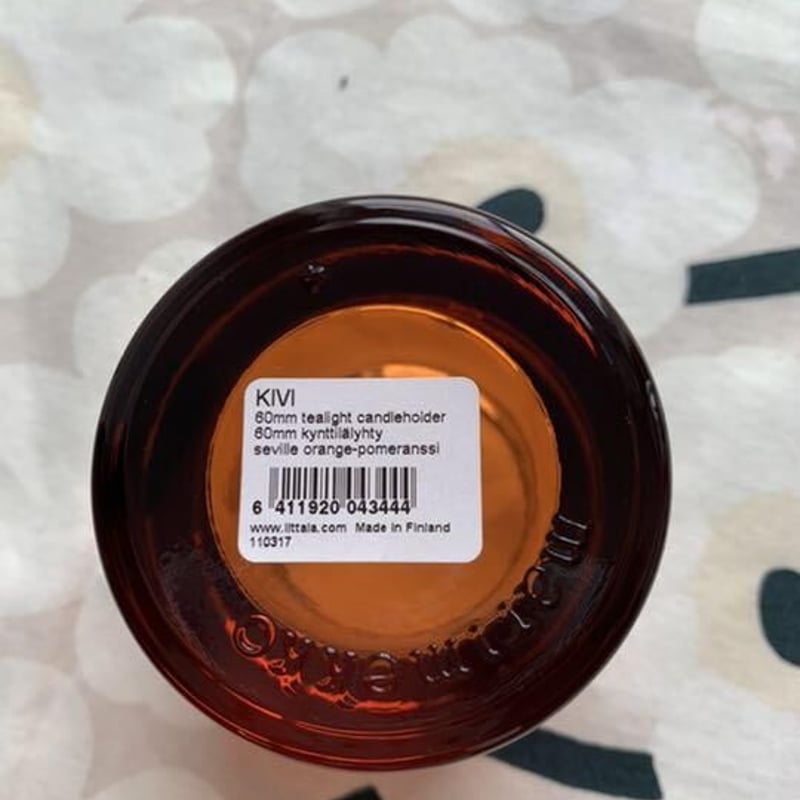 KIVI
60mm tealight candleholder
60mm kynttilälyhty
seville orange-pomeranssi
6 411920 043444
www.iittala.com Made in Finland
110317
marimekko